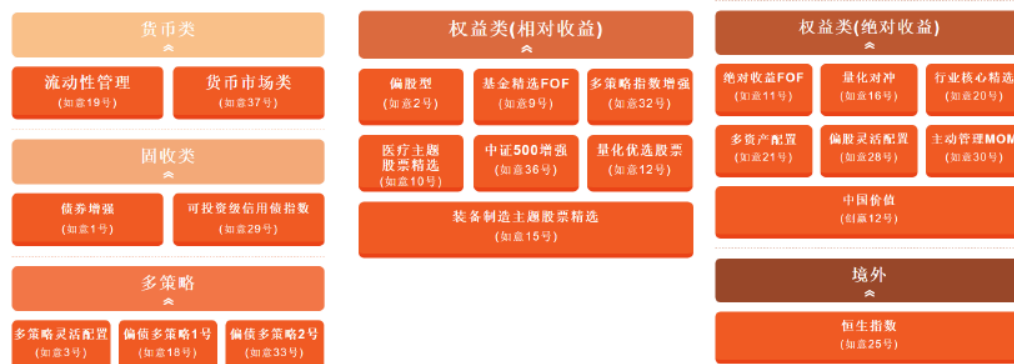 货币类
流动性管理
(如意19号)
货币市场类
(如意37号)
固收类
债券增强
(如意1号)
可投资级信用债指数
(如意29号)
多策略
多策略灵活配置
(如意3号)
偏债多策略1号
(如意18号)
偏债多策略2号
(如意33号)
权益类(相对收益)
偏股型
(如意2号)
基金精选FOF
(如意9号)
多策略指数增强
(如意32号)
医疗主题
股票精选
(如意10号)
中证500增强
(如意36号)
量化优选股票
(如意12号)
装备制造主题股票精选
(如意15号)
权益类(绝对收益)
绝对收益FOF
(如意11号)
量化对冲
(如意16号)
行业核心精选
(如意20号)
多资产配置
(如意21号)
偏股灵活配置
(如意28号)
主动管理MOM
(如意30号)
中国价值
(创赢12号)
境外
恒生指数
(如意25号)